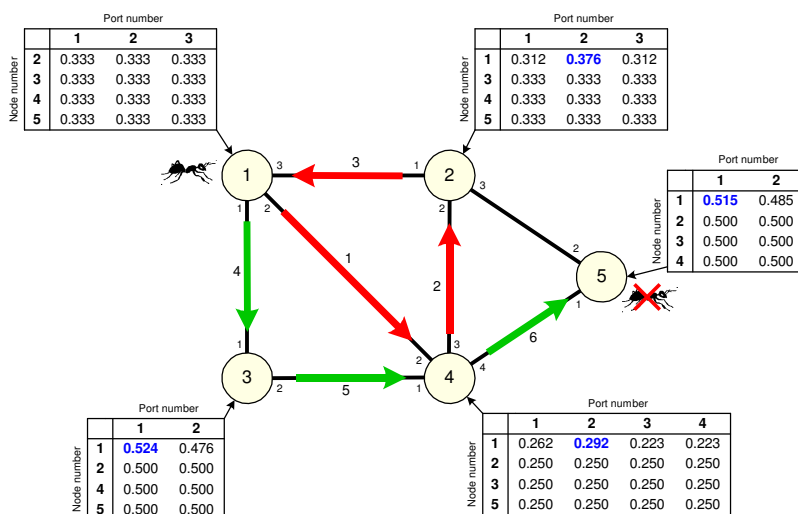 Port number
1 2 3
Node number
2 0.333 0.333 0.333
3 0.333 0.333 0.333
4 0.333 0.333 0.333
5 0.333 0.333 0.333
Port number
1 2 3
Node number
1 0.312 0.376 0.312
3 0.333 0.333 0.333
4 0.333 0.333 0.333
5 0.333 0.333 0.333
Port number
1 2
Node number
1 0.515 0.485
2 0.500 0.500
3 0.500 0.500
4 0.500 0.500
1 3 3 1 2
1 2 2 3
4 1 2 2 5
1
6
1 2 3 4
3 2 5 1 4
Port number
1 2
Node number
1 0.524 0.476
2 0.500 0.500
4 0.500 0.500
5 0.500 0.500
Port number
1 2 3 4
Node number
1 0.262 0.292 0.223 0.223
2 0.250 0.250 0.250 0.250
3 0.250 0.250 0.250 0.250
5 0.250 0.250 0.250 0.250